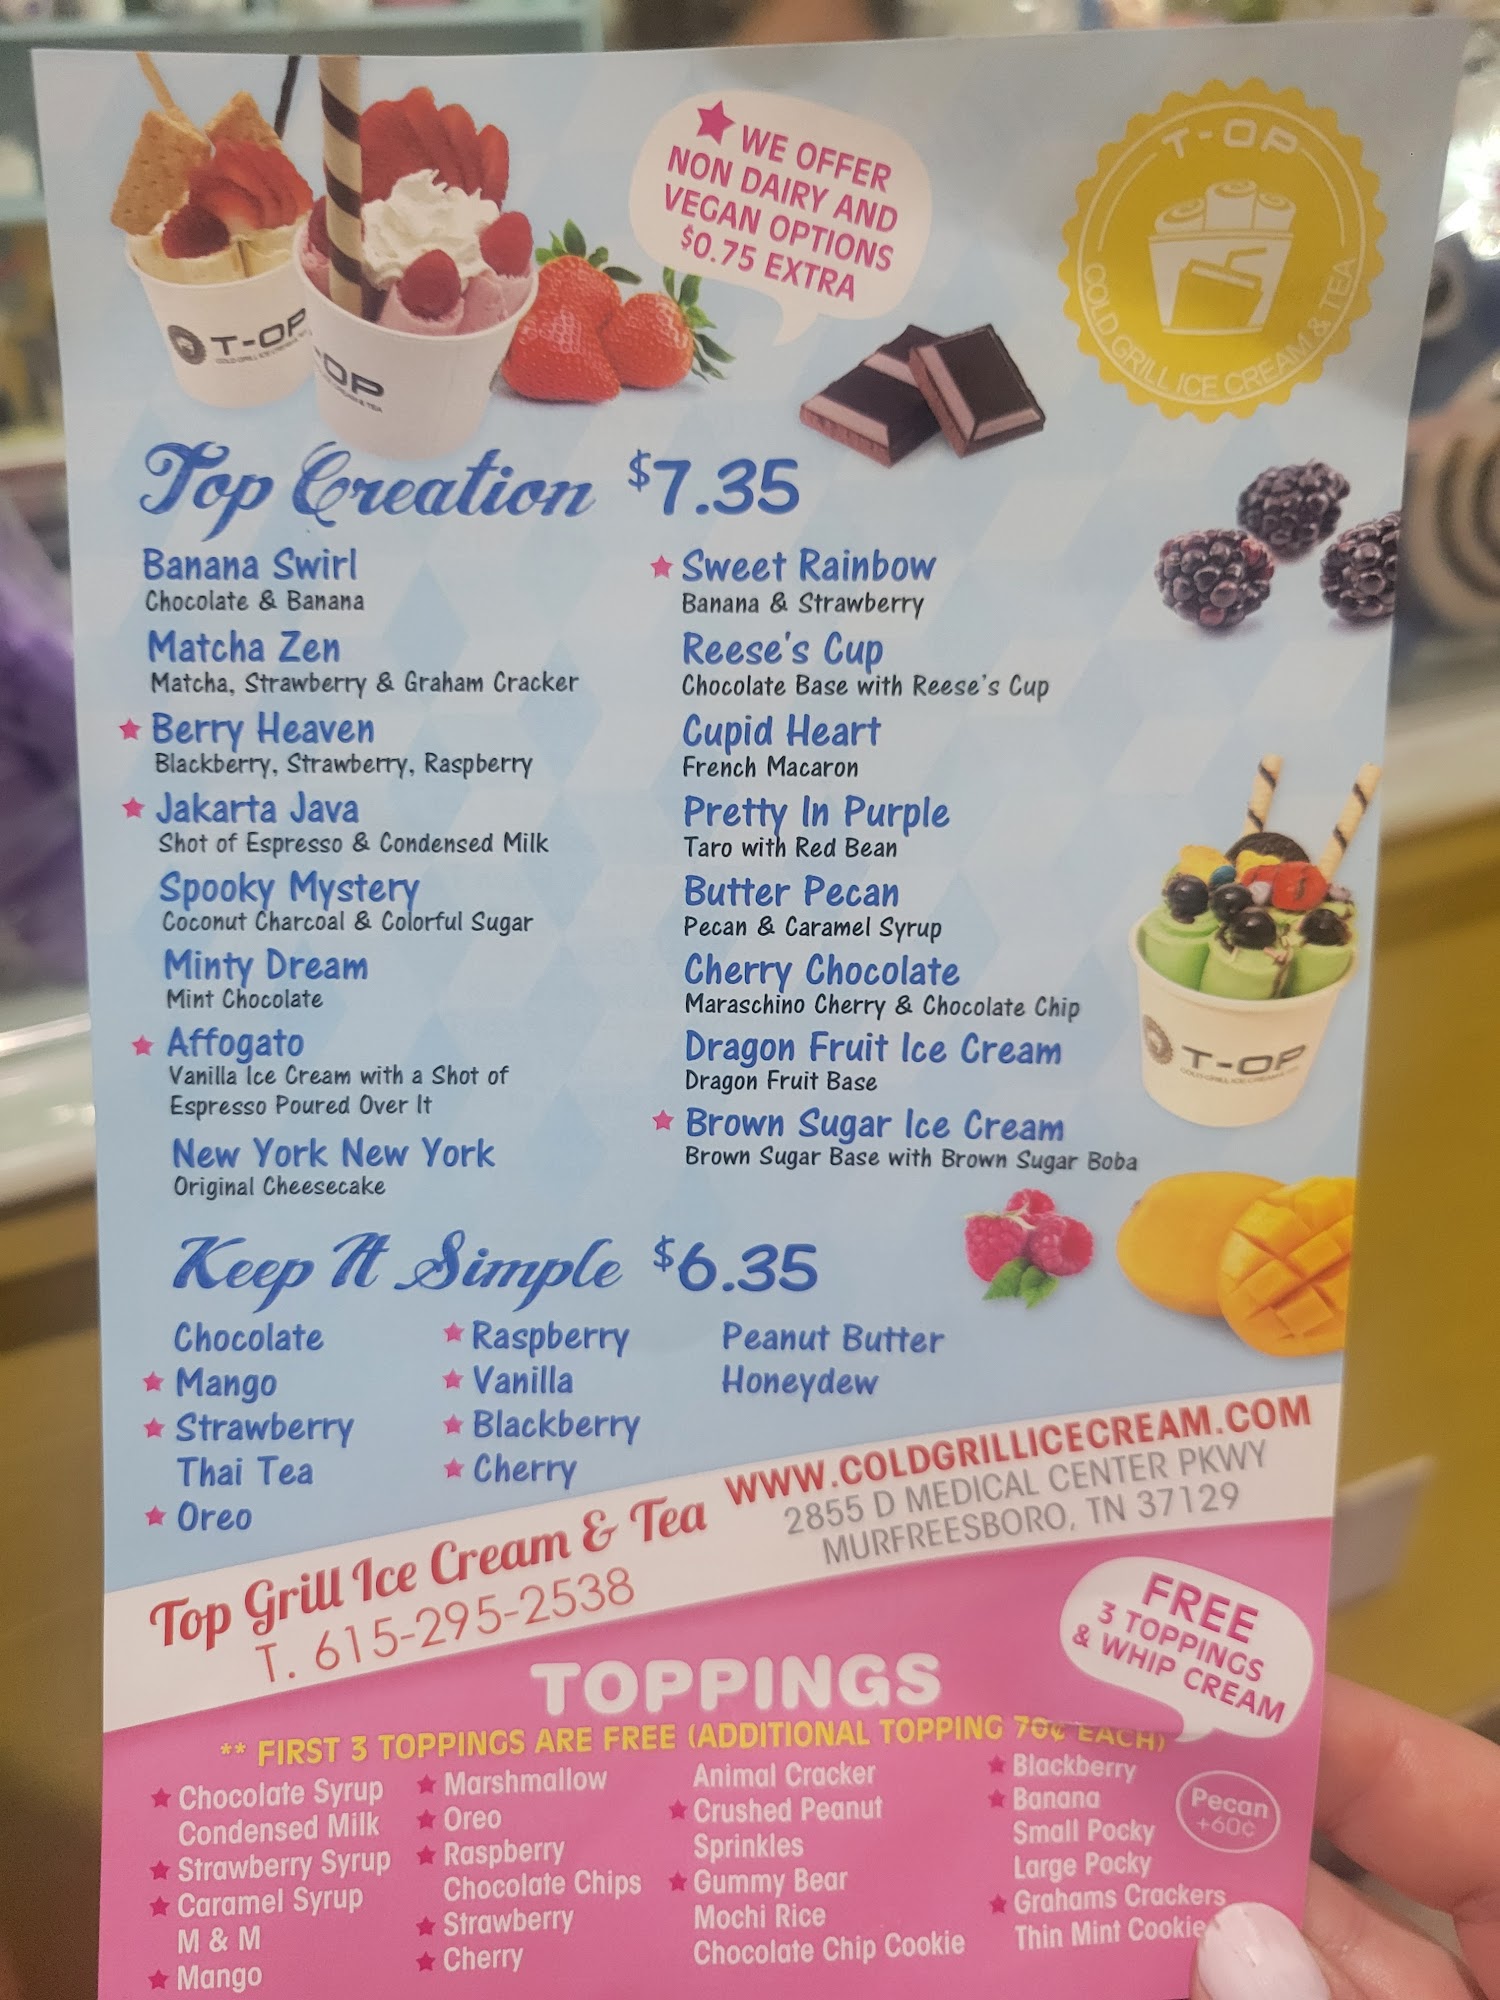 ★ WE OFFER
NON DAIRY AND
VEGAN OPTIONS
$0.75 EXTRA
T-OP
COLD GRILL ICE CREAM & TEA
T-OP
OP
Top Creation $7.35
Banana Swirl
Chocolate & Banana
Matcha Zen
Matcha, Strawberry & Graham Cracker
★ Berry Heaven
Blackberry, Strawberry, Raspberry
★ Jakarta Java
Shot of Espresso & Condensed Milk
Spooky Mystery
Coconut Charcoal & Colorful Sugar
Minty Dream
Mint Chocolate
★ Affogato
Vanilla Ice Cream with a Shot of
Espresso Poured Over It
New York New York
Original Cheesecake
★ Sweet Rainbow
Banana & Strawberry
Reese's Cup
Chocolate Base with Reese's Cup
Cupid Heart
French Macaron
Pretty In Purple
Taro with Red Bean
Butter Pecan
Pecan & Caramel Syrup
Cherry Chocolate
Maraschino Cherry & Chocolate Chip
Dragon Fruit Ice Cream
Dragon Fruit Base
★ Brown Sugar Ice Cream
Brown Sugar Base with Brown Sugar Boba
T-OP
Keep It Simple $6.35
Chocolate
★ Mango
★ Strawberry
Thai Tea
★ Oreo
★ Raspberry
★ Vanilla
★ Blackberry
★ Cherry
Peanut Butter
Honeydew
Top Grill Ice Cream & Tea
T. 615-295-2538
WWW.COLDGRILLICECREAM.COM
2855 D MEDICAL CENTER PKWY
MURFREESBORO, TN 37129
FREE
3 TOPPINGS
& WHIP CREAM
TOPPINGS
** FIRST 3 TOPPINGS ARE FREE (ADDITIONAL TOPPING 70¢ EACH)
★ Chocolate Syrup
Condensed Milk
★ Strawberry Syrup
★ Caramel Syrup
M & M
★ Mango
★ Marshmallow
★ Oreo
★ Raspberry
Chocolate Chips
★ Strawberry
★ Cherry
Animal Cracker
★ Crushed Peanut
Sprinkles
★ Gummy Bear
Mochi Rice
Chocolate Chip Cookie
★ Blackberry
★ Banana
Small Pocky
Large Pocky
★ Grahams Crackers
Thin Mint Cookie
Pecan
+60¢